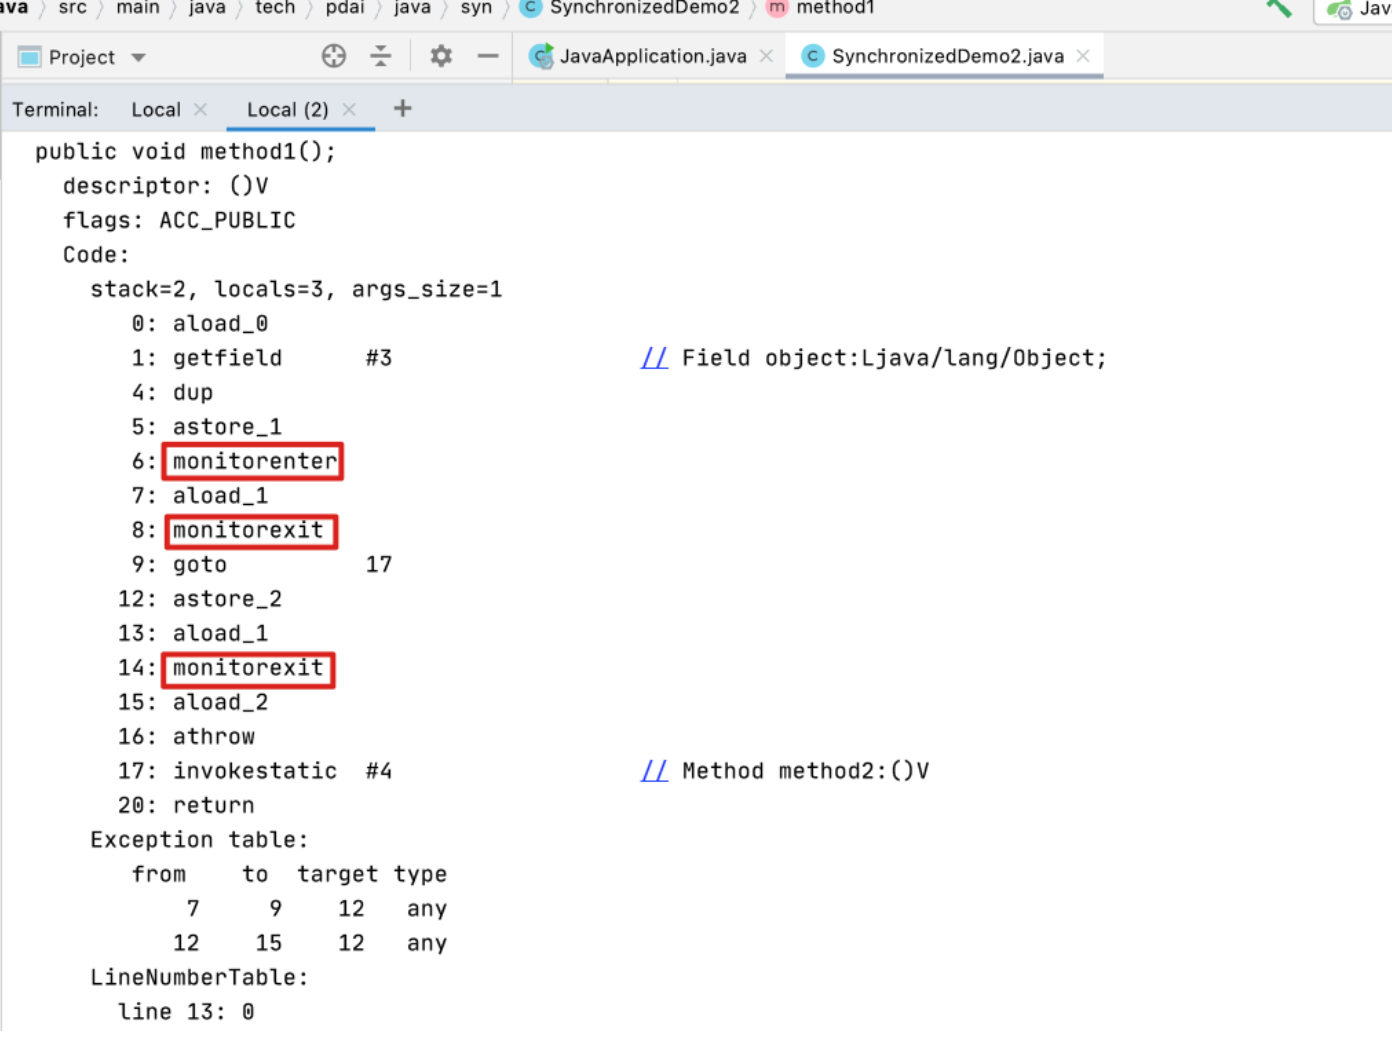 ava 〉 src 〉 main 〉 java 〉 tech 〉 pdai 〉 java 〉 syn 〉 C SynchronizedDemo2 〉 m method1
Project JavaApplication.java SynchronizedDemo2.java
Terminal: Local Local (2) +
public void method1();
descriptor: ()V
flags: ACC_PUBLIC
Code:
stack=2, locals=3, args_size=1
0: aload_0
1: getfield #3 // Field object:Ljava/lang/Object;
4: dup
5: astore_1
6: monitorenter
7: aload_1
8: monitorexit
9: goto 17
12: astore_2
13: aload_1
14: monitorexit
15: aload_2
16: athrow
17: invokestatic #4 // Method method2:()V
20: return
Exception table:
from to target type
7 9 12 any
12 15 12 any
LineNumberTable:
line 13: 0